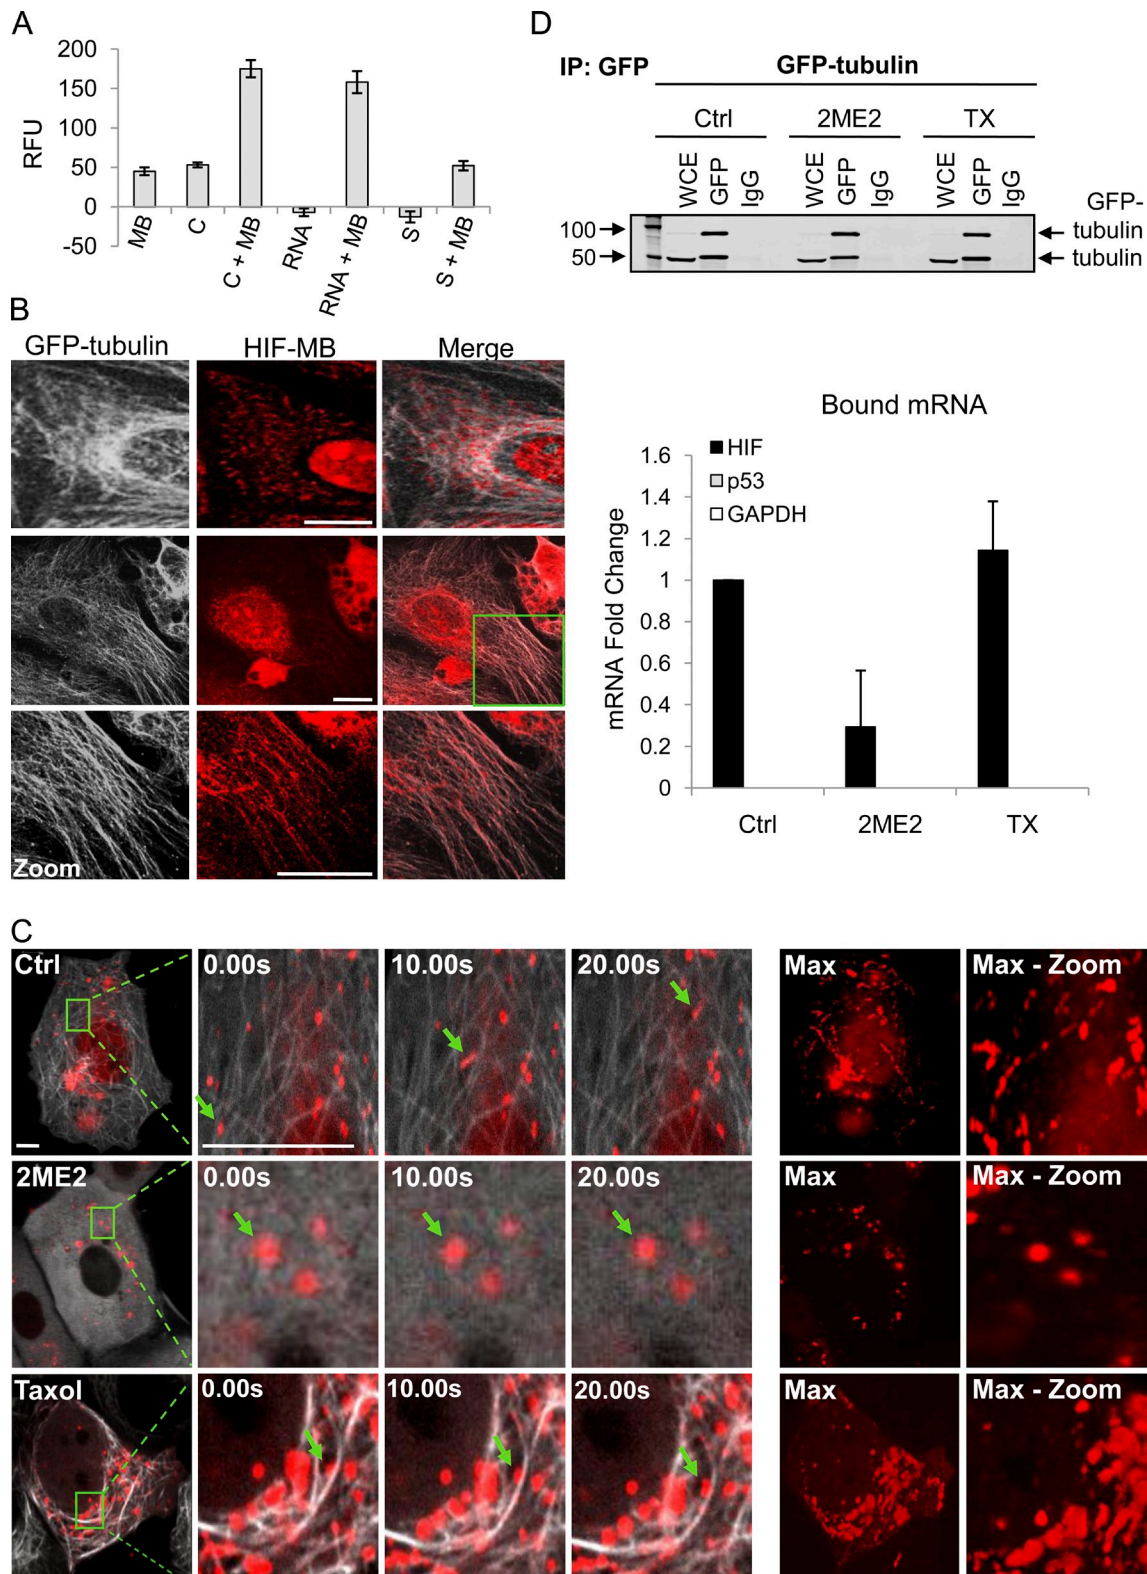 A
200
150
100
50
0
-50
RFU
MB
C
C + MB
RNA
RNA + MB
S
S + MB
D
IP: GFP
GFP-tubulin
Ctrl
2ME2
TX
WCE
GFP
IgG
WCE
GFP
IgG
WCE
GFP
IgG
100
50
GFP-
tubulin
tubulin
B
GFP-tubulin
HIF-MB
Merge
Zoom
Bound mRNA
HIF
p53
GAPDH
1.6
1.4
1.2
1
0.8
0.6
0.4
0.2
0
mRNA Fold Change
Ctrl
2ME2
TX
C
Ctrl
0.00s
10.00s
20.00s
Max
Max - Zoom
2ME2
0.00s
10.00s
20.00s
Max
Max - Zoom
Taxol
0.00s
10.00s
20.00s
Max
Max - Zoom